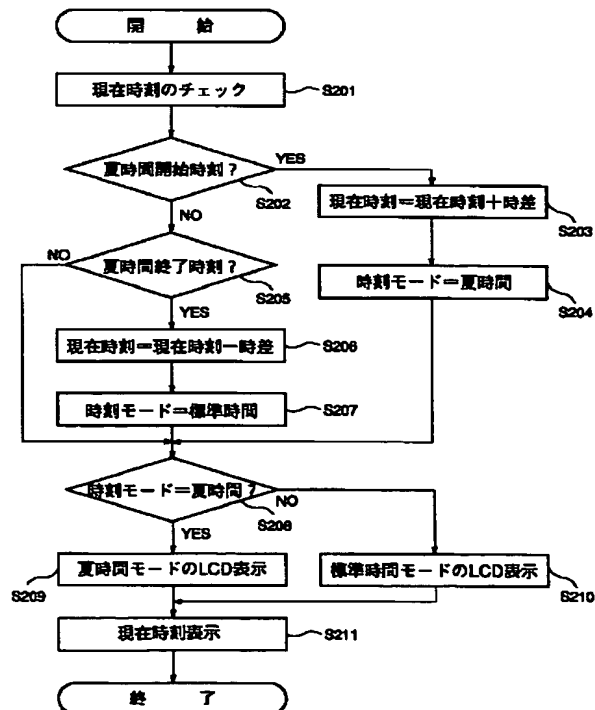 開 始
現在時刻のチェック
S201
夏時間開始時刻?
YES
S202
NO
現在時刻=現在時刻+時差
S203
時刻モード=夏時間
S204
夏時間終了時刻?
NO
S205
YES
現在時刻=現在時刻-時差
S206
時刻モード=標準時間
S207
時刻モード=夏時間?
NO
S208
YES
夏時間モードのLCD表示
S209
標準時間モードのLCD表示
S210
現在時刻表示
S211
終 了